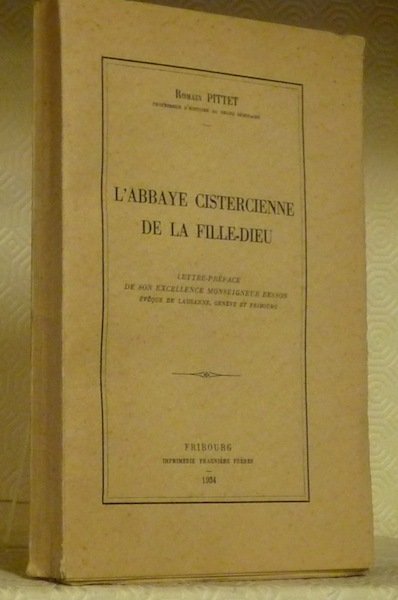 ROMAIN PITTET
PROFESSEUR D'HISTOIRE AU GRAND SÉMINAIRE
L'ABBAYE CISTERCIENNE
DE LA FILLE-DIEU
LETTRE-PRÉFACE
DE SON EXCELLENCE MONSEIGNEUR BESSON
ÉVÊQUE DE LAUSANNE, GENÈVE ET FRIBOURG
FRIBOURG
IMPRIMERIE FRAGNIÈRE FRÈRES
1934